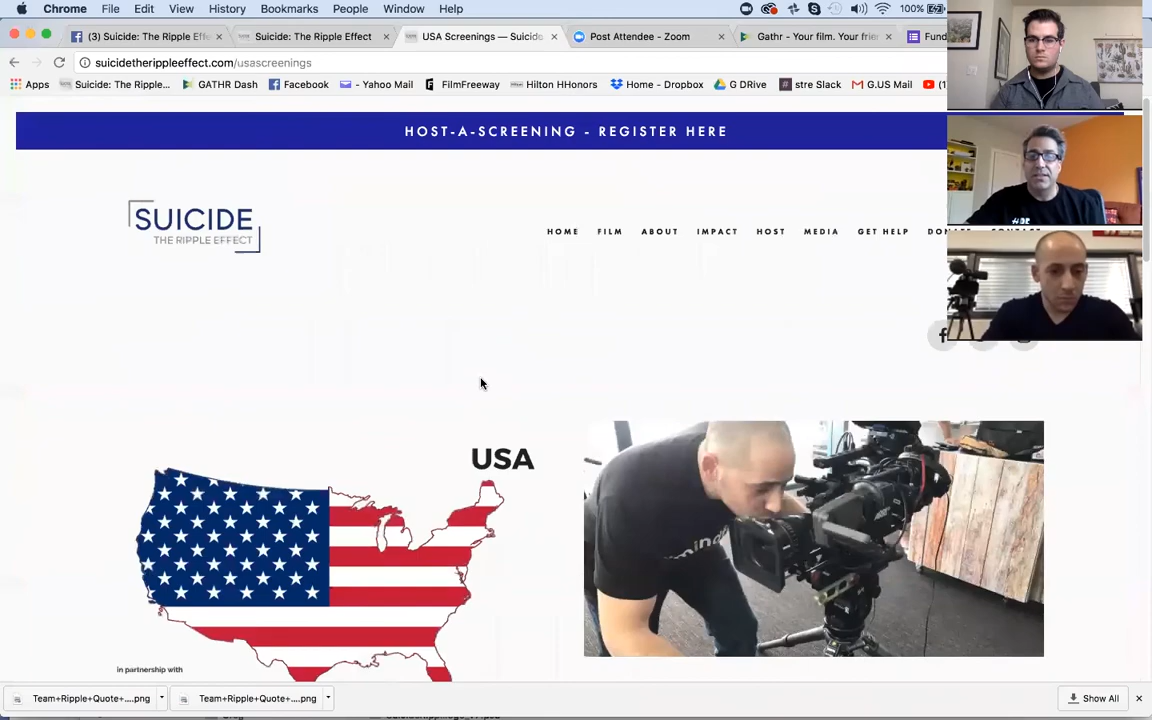 Chrome File Edit View History Bookmarks People Window Help 100%
(3) Suicide: The Ripple Effe Suicide: The Ripple Effect USA Screenings — Suicide Post Attendee - Zoom Gathr - Your film. Your frie Fund
suicidetherippleeffect.com/usascreenings
Apps Suicide: The Ripple... GATHR Dash Facebook - Yahoo Mail FilmFreeway Hilton HHonors Home - Dropbox G DRive stre Slack G.US Mail (1
HOST-A-SCREENING - REGISTER HERE
SUICIDE
THE RIPPLE EFFECT
HOME FILM ABOUT IMPACT HOST MEDIA GET HELP
USA
in partnership with
Team+Ripple+Quote+....png Team+Ripple+Quote+....png Show All